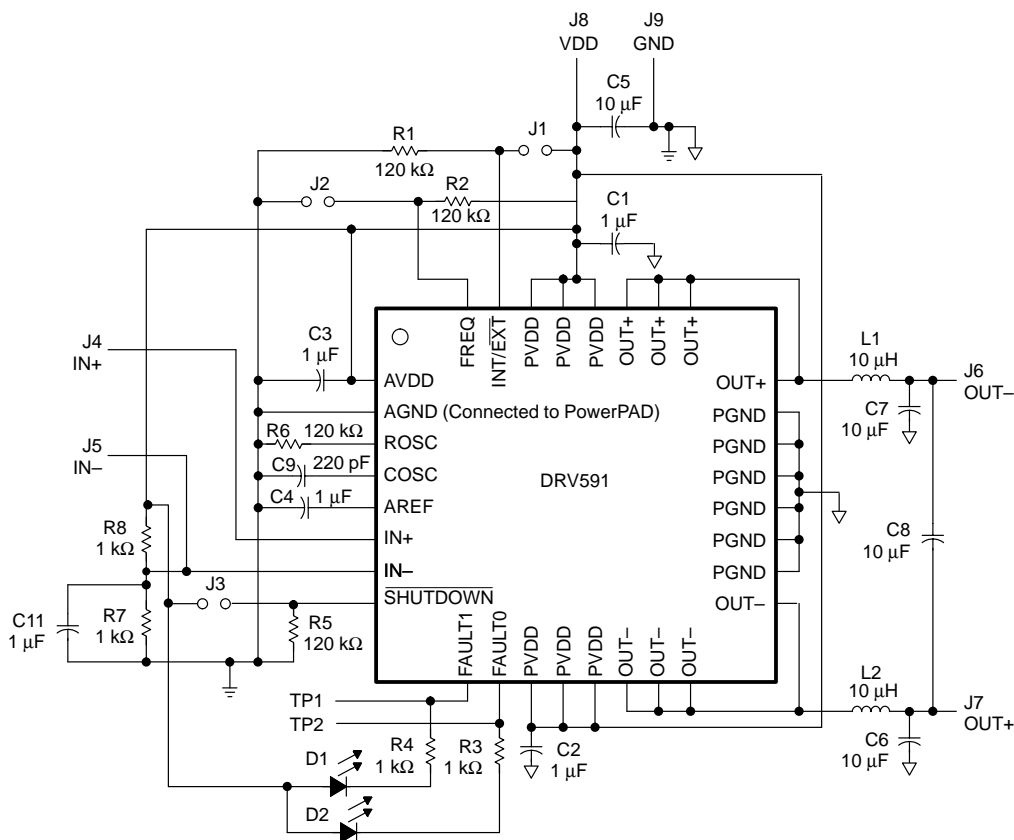 J8
VDD
J9
GND
C5
10 µF
J1
R1
120 kΩ
J2
R2
120 kΩ
C1
1 µF
FREQ
INT/EXT
PVDD
PVDD
PVDD
OUT+
OUT+
OUT+
J4
IN+
C3
1 µF
AVDD
AGND (Connected to PowerPAD)
R6
120 kΩ
ROSC
J5
IN–
C9
220 pF
COSC
C4
1 µF
AREF
IN+
IN–
SHUTDOWN
DRV591
OUT+
PGND
PGND
PGND
PGND
PGND
PGND
OUT–
L1
10 µH
J6
OUT–
C7
10 µF
C8
10 µF
R8
1 kΩ
J3
C11
1 µF
R7
1 kΩ
R5
120 kΩ
FAULT1
FAULT0
PVDD
PVDD
PVDD
OUT–
OUT–
OUT–
L2
10 µH
J7
OUT+
TP1
TP2
R4
1 kΩ
R3
1 kΩ
C2
1 µF
C6
10 µF
D1
D2